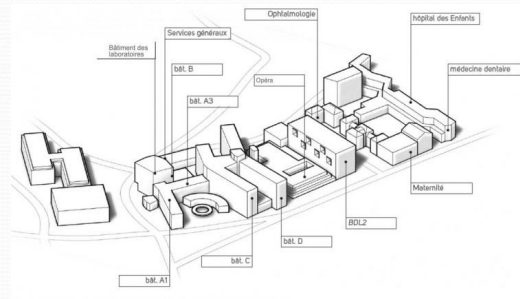 Ophtalmologie
hôpital des Enfants
Services généraux
Bâtiment des
laboratoires
bât. B
médecine dentaire
Opéra
bât. A3
Maternité
BDL2
bât. D
bât. C
bât. A1